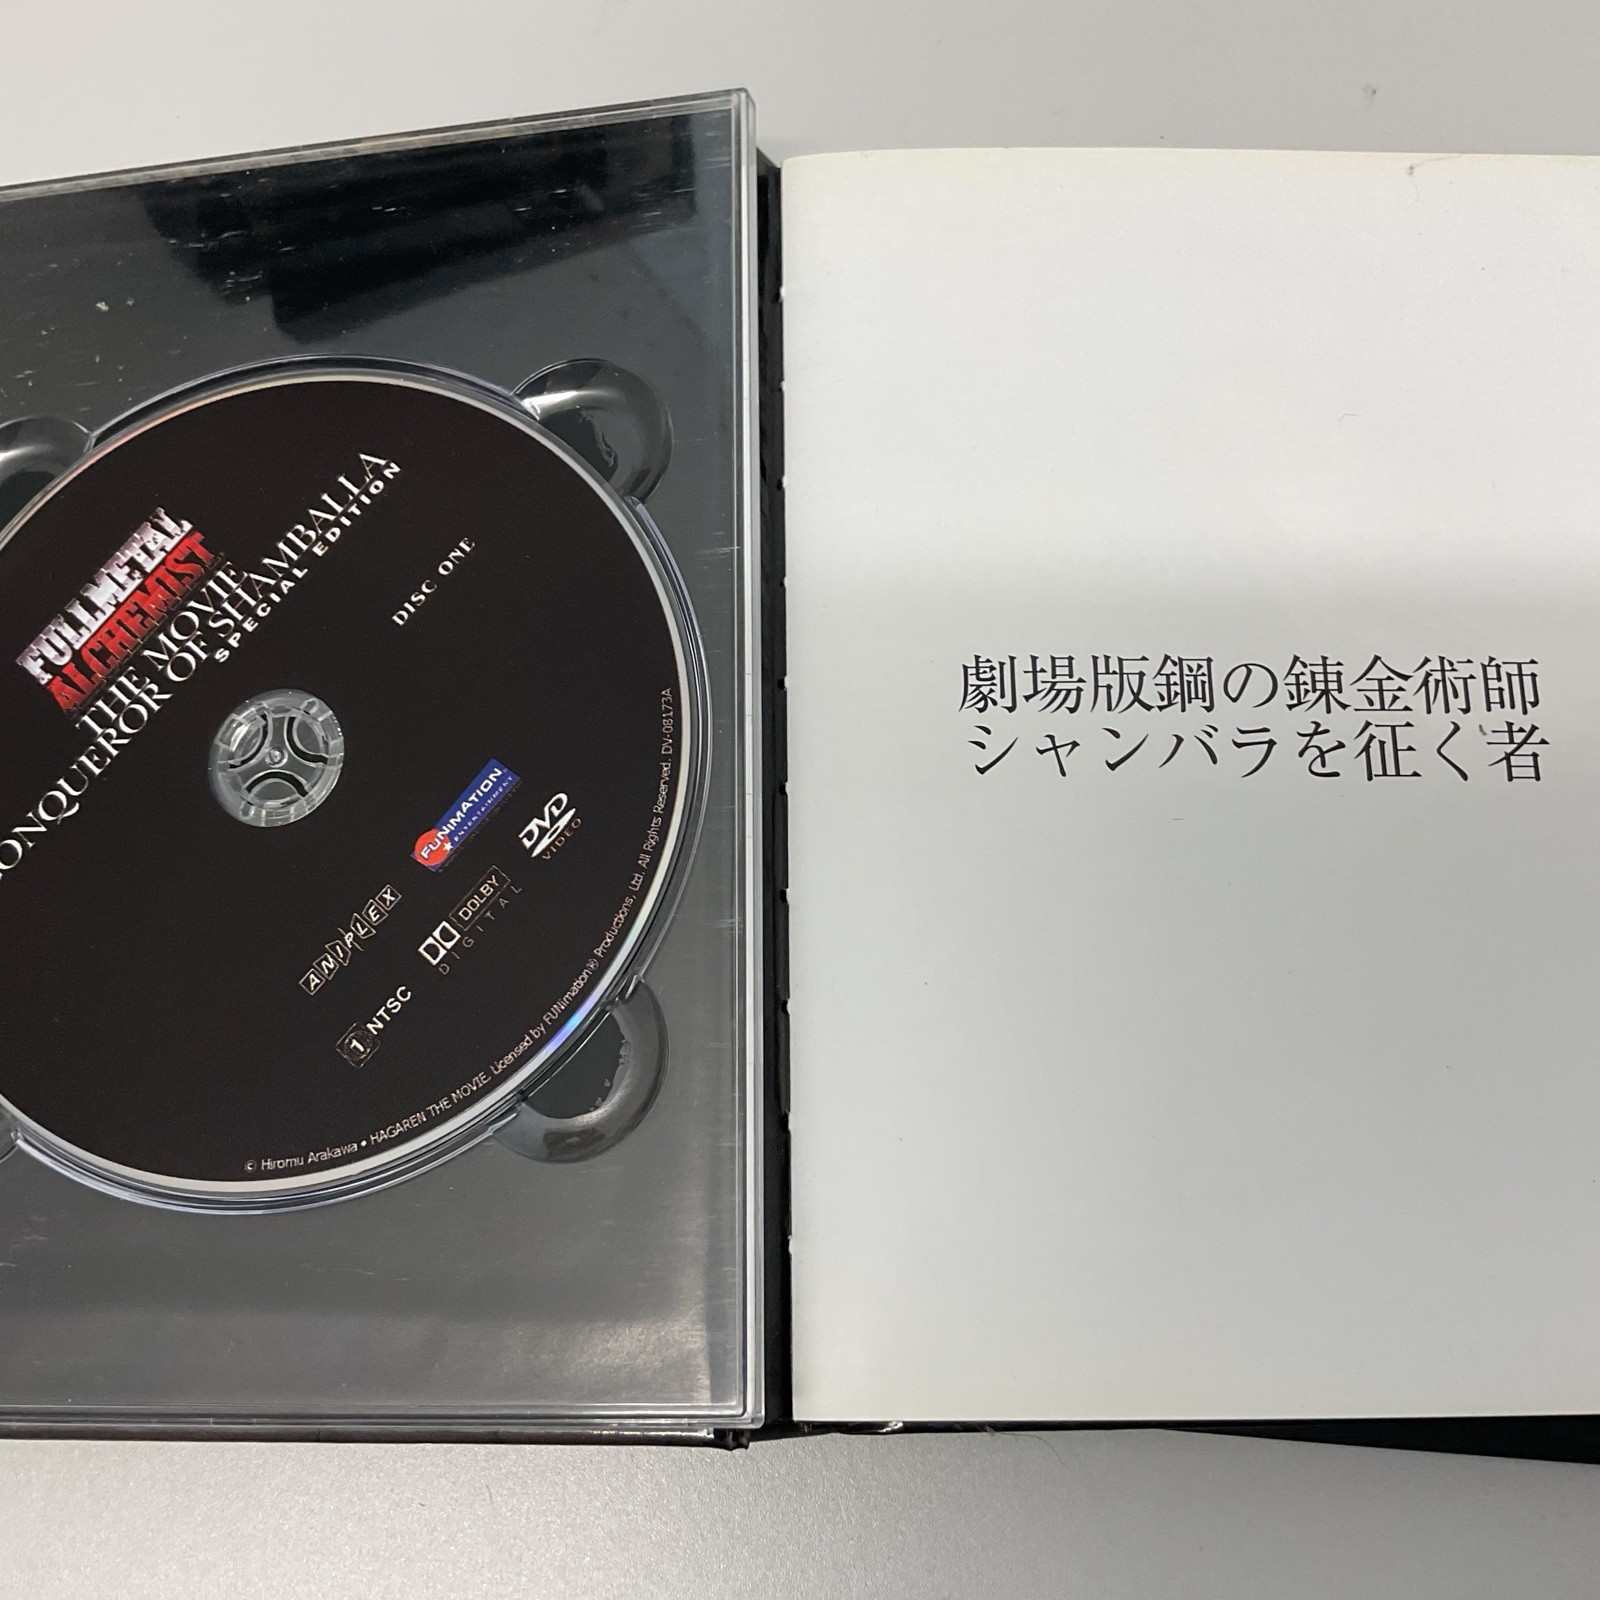 FULLMETAL
ALCHEMIST
THE MOVIE
ONQUEROR OF SHAMBALLA
SPECIAL EDITION
DISC ONE
FUNIMATION
ENTERTAINMENT
DVD
VIDEO
ANIPLEX
DOLBY
DIGITAL
1 NTSC
© Hiromu Arakawa • HAGAREN THE MOVIE. Licensed by FUNimation® Productions, Ltd. All Rights Reserved. DV-08173A
劇場版鋼の錬金術師
シャンバラを征く者